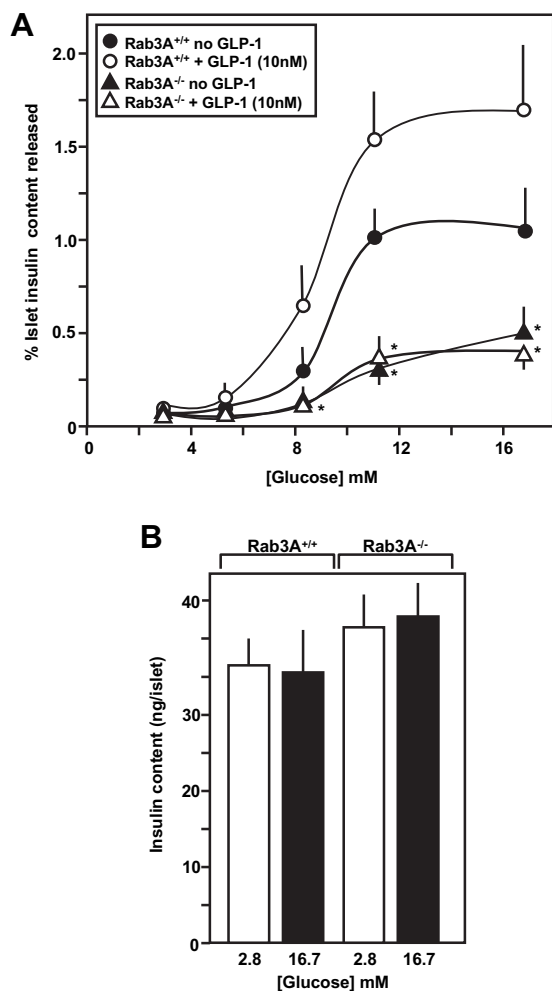 A
Rab3A+/+ no GLP-1
Rab3A+/+ + GLP-1 (10nM)
Rab3A-/- no GLP-1
Rab3A-/- + GLP-1 (10nM)
% Islet insulin content released
2.0
1.5
1.0
0.5
0
* *
* * *
0 4 8 12 16
[Glucose] mM
B
Rab3A+/+ Rab3A-/-
Insulin content (ng/islet)
40
30
20
10
0
2.8 16.7 2.8 16.7
[Glucose] mM